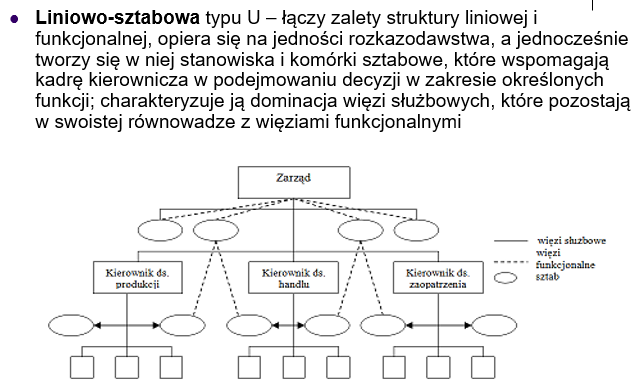 ● Liniowo-sztabowa typu U – łączy zalety struktury liniowej i
funkcjonalnej, opiera się na jedności rozkazodawstwa, a jednocześnie
tworzy się w niej stanowiska i komórki sztabowe, które wspomagają
kadrę kierownicza w podejmowaniu decyzji w zakresie określonych
funkcji; charakteryzuje ją dominacja więzi służbowych, które pozostają
w swoistej równowadze z więziami funkcjonalnymi
Zarząd
więzi służbowe
więzi
funkcjonalne
sztab
Kierownik ds.
produkcji
Kierownik ds.
handlu
Kierownik ds.
zaopatrzenia